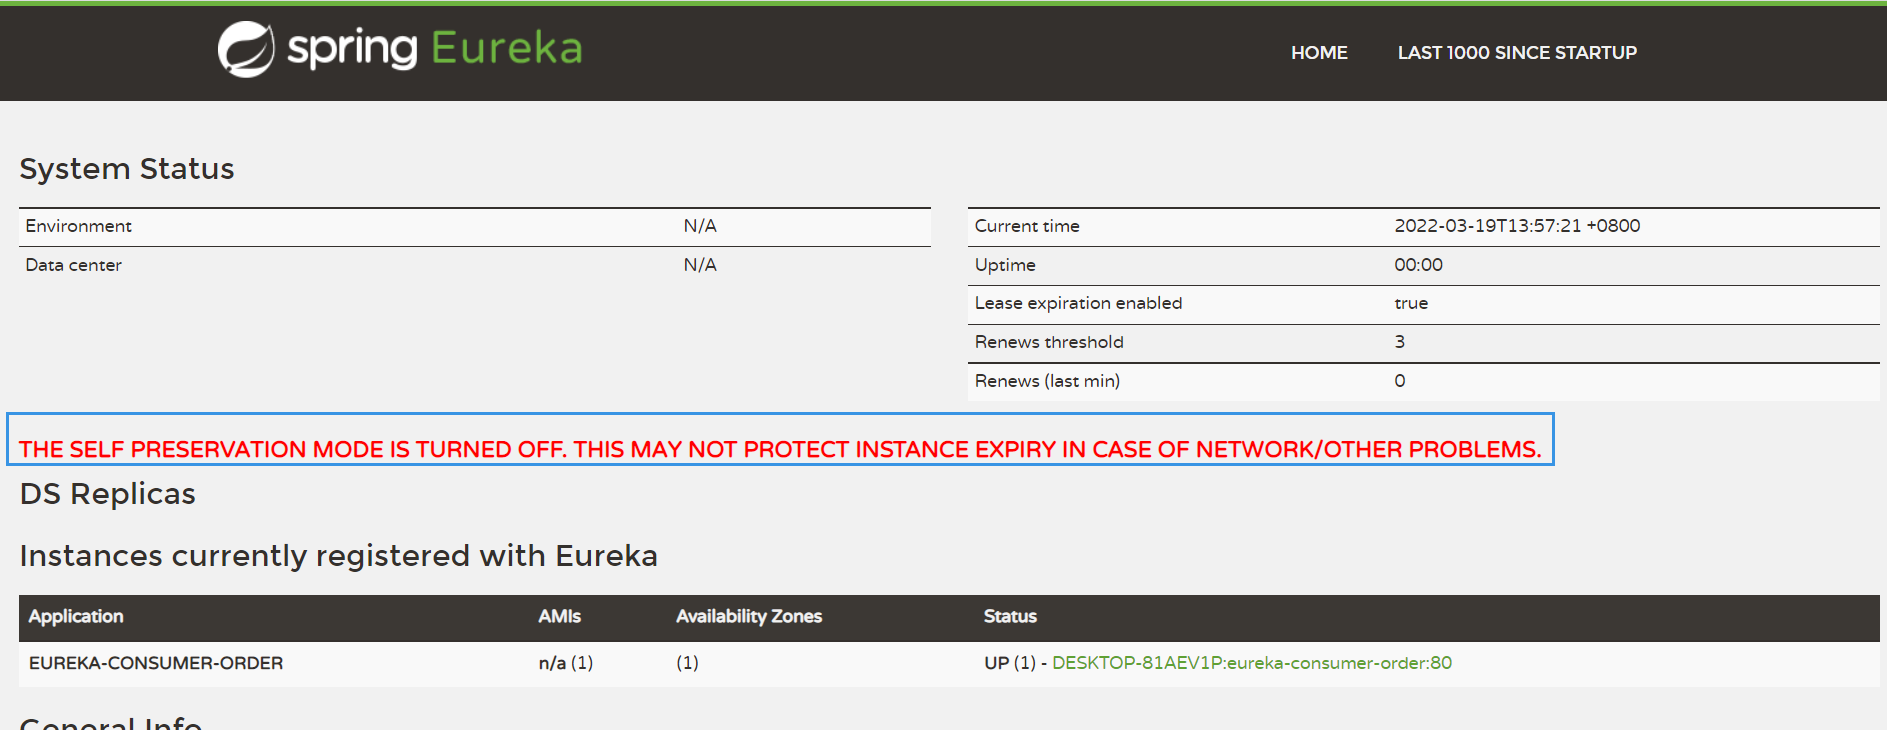 spring Eureka
HOME LAST 1000 SINCE STARTUP
System Status
Environment N/A
Data center N/A
Current time 2022-03-19T13:57:21 +0800
Uptime 00:00
Lease expiration enabled true
Renews threshold 3
Renews (last min) 0
THE SELF PRESERVATION MODE IS TURNED OFF. THIS MAY NOT PROTECT INSTANCE EXPIRY IN CASE OF NETWORK/OTHER PROBLEMS.
DS Replicas
Instances currently registered with Eureka
Application AMIs Availability Zones Status
EUREKA-CONSUMER-ORDER n/a (1) (1) UP (1) - DESKTOP-81AEV1P:eureka-consumer-order:80
General Info